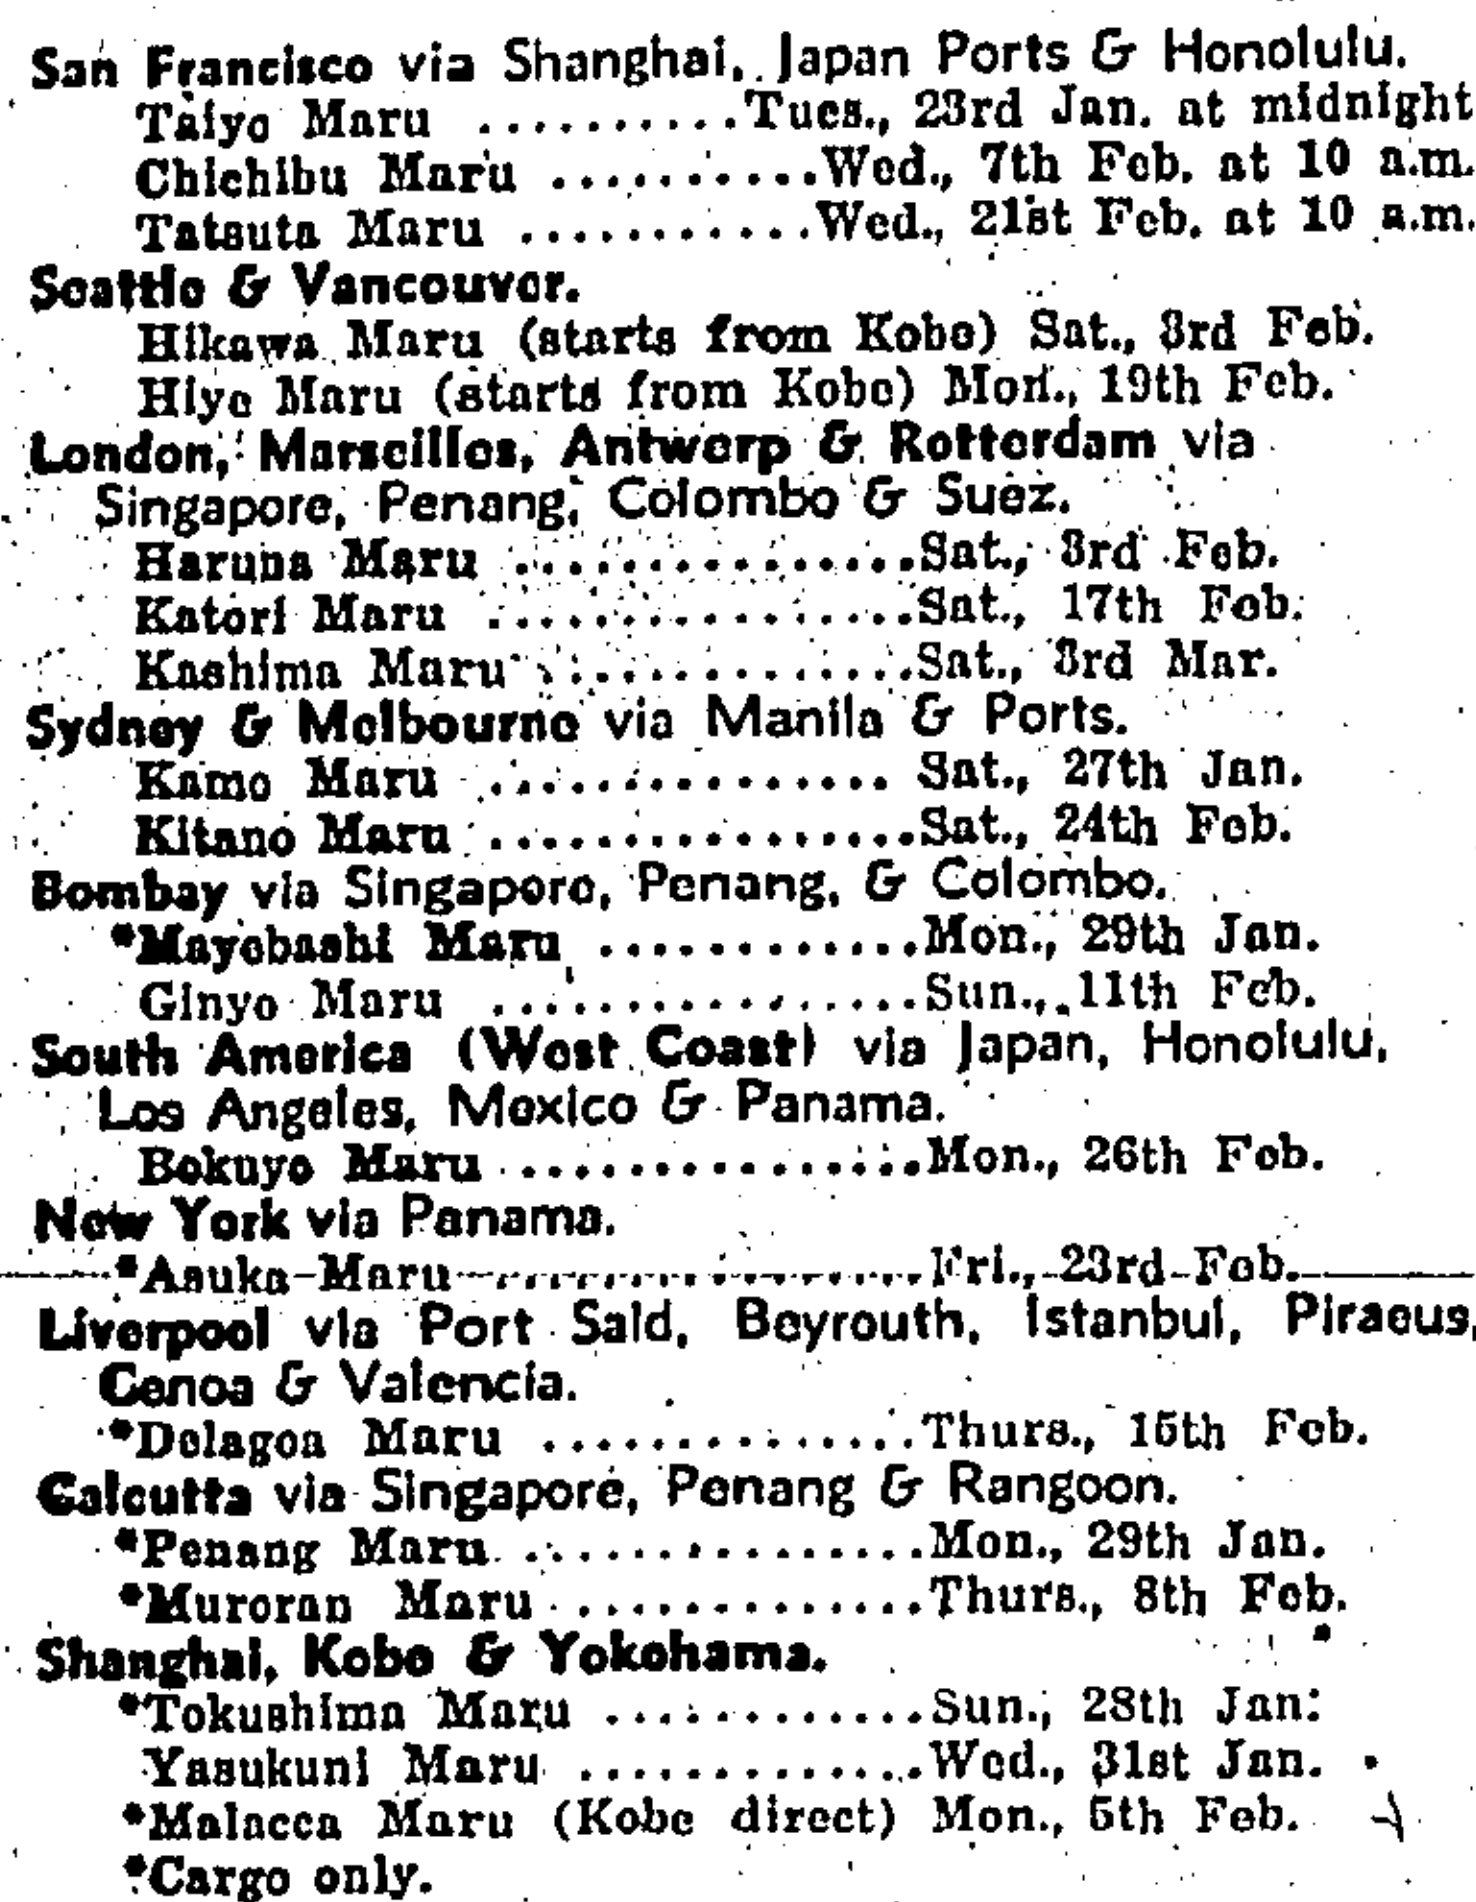 San Francisco via Shanghai, Japan Ports & Honolulu.
Taiyo Maru ..........Tues., 23rd Jan. at midnight
Chichibu Maru ..........Wed., 7th Feb. at 10 a.m.
Tatsuta Maru ...........Wed., 21st Feb. at 10 a.m.
Seattle & Vancouver.
Hikawa Maru (starts from Kobe) Sat., 3rd Feb.
Hiye Maru (starts from Kobe) Mon., 19th Feb.
London, Marseilles, Antwerp & Rotterdam via
Singapore, Penang, Colombo & Suez.
Haruna Maru ...............Sat., 3rd Feb.
Katori Maru ................Sat., 17th Feb.
Kashima Maru ..............Sat., 3rd Mar.
Sydney & Melbourne via Manila & Ports.
Kamo Maru ............... Sat., 27th Jan.
Kitano Maru ................Sat., 24th Feb.
Bombay via Singapore, Penang, & Colombo.
*Mayebashi Maru ............Mon., 29th Jan.
Ginyo Maru ................Sun., 11th Feb.
South America (West Coast) via Japan, Honolulu,
Los Angeles, Mexico & Panama.
Bokuyo Maru ................Mon., 26th Feb.
New York via Panama.
*Asuka Maru ..................Fri., 23rd Feb.
Liverpool via Port Said, Beyrouth, Istanbul, Piraeus,
Genoa & Valencia.
*Delagoa Maru ..............Thurs., 15th Feb.
Calcutta via Singapore, Penang & Rangoon.
*Penang Maru ...............Mon., 29th Jan.
*Muroran Maru ..............Thurs., 8th Feb.
Shanghai, Kobe & Yokohama.
*Tokushima Maru ............Sun., 28th Jan.
Yasukuni Maru .............Wed., 31st Jan.
*Malacca Maru (Kobe direct) Mon., 5th Feb.
*Cargo only.